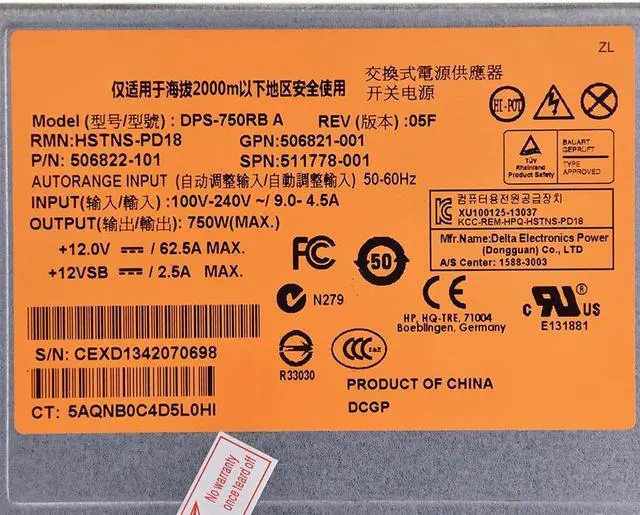 ZL
仅适用于海拔2000m以下地区安全使用
交換式電源供應器
开关电源
HI-POT
Model (型号/型號) : DPS-750RB A REV (版本) :05F
RMN:HSTNS-PD18 GPN:506821-001
P/N: 506822-101 SPN:511778-001
TÜV
Rheinland
Product Safety
BAUART
GEPRÜFT
TYPE
APPROVED
AUTORANGE INPUT (自动调整输入/自動調整輸入) 50-60Hz
INPUT(输入/輸入) : 100V-240V ~/ 9.0- 4.5A
OUTPUT(输出/輸出): 750W(MAX.)
+12.0V / 62.5A MAX.
+12VSB / 2.5A MAX.
컴퓨터용전원공급장치
XU100125-13037
KCC-REM-HPQ-HSTNS-PD18
Mfr.Name:Delta Electronics Power
(Dongguan) Co., LTD
A/S Center: 1588-3003
FC
50
N279
CE
HP, HQ-TRE, 71004
Boeblingen, Germany
c RU US ®
E131881
R33030
CCC S&E
S/N: CEXD1342070698
PRODUCT OF CHINA
DCGP
CT: 5AQNB0C4D5L0HI
No warranty
once teard off